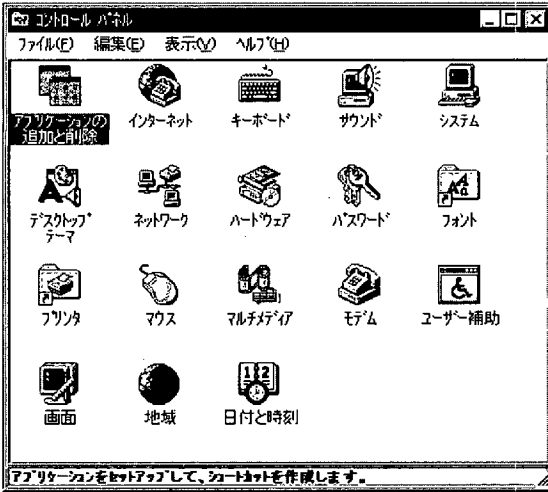 コントロール パネル
ファイル(F) 編集(E) 表示(V) ヘルプ(H)
アプリケーションの
追加と削除
インターネット
キーボード
サウンド
システム
デスクトップ
テーマ
ネットワーク
ハードウェア
パスワード
フォント
プリンタ
マウス
マルチメディア
モデム
ユーザー補助
画面
地域
日付と時刻
アプリケーションをセットアップして、ショートカットを作成します。